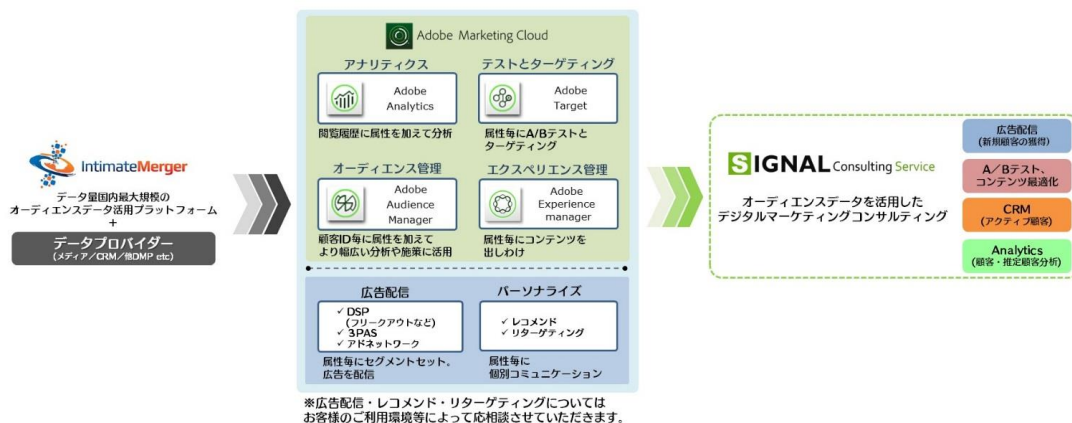 IntimateMerger
データ量国内最大規模の
オーディエンスデータ活用プラットフォーム
+
データプロバイダー
(メディア/CRM/他DMP etc)
Adobe Marketing Cloud
アナリティクス
Adobe
Analytics
閲覧履歴に属性を加えて分析
テストとターゲティング
Adobe
Target
属性毎にA/Bテストと
ターゲティング
オーディエンス管理
Adobe
Audience
Manager
顧客ID毎に属性を加えて
より幅広い分析や施策に活用
エクスペリエンス管理
Adobe
Experience
manager
属性毎にコンテンツを
出しわけ
広告配信
✓ DSP
(フリークアウトなど)
✓ 3PAS
✓ アドネットワーク
属性毎にセグメントセット。
広告を配信
パーソナライズ
✓ レコメンド
✓ リターゲティング
属性毎に
個別コミュニケーション
※広告配信・レコメンド・リターゲティングについては
お客様のご利用環境等によって応相談させていただきます。
SIGNAL Consulting Service
オーディエンスデータを活用した
デジタルマーケティングコンサルティング
広告配信
(新規顧客の獲得)
A/Bテスト、
コンテンツ最適化
CRM
(アクティブ顧客)
Analytics
(顧客・推定顧客分析)